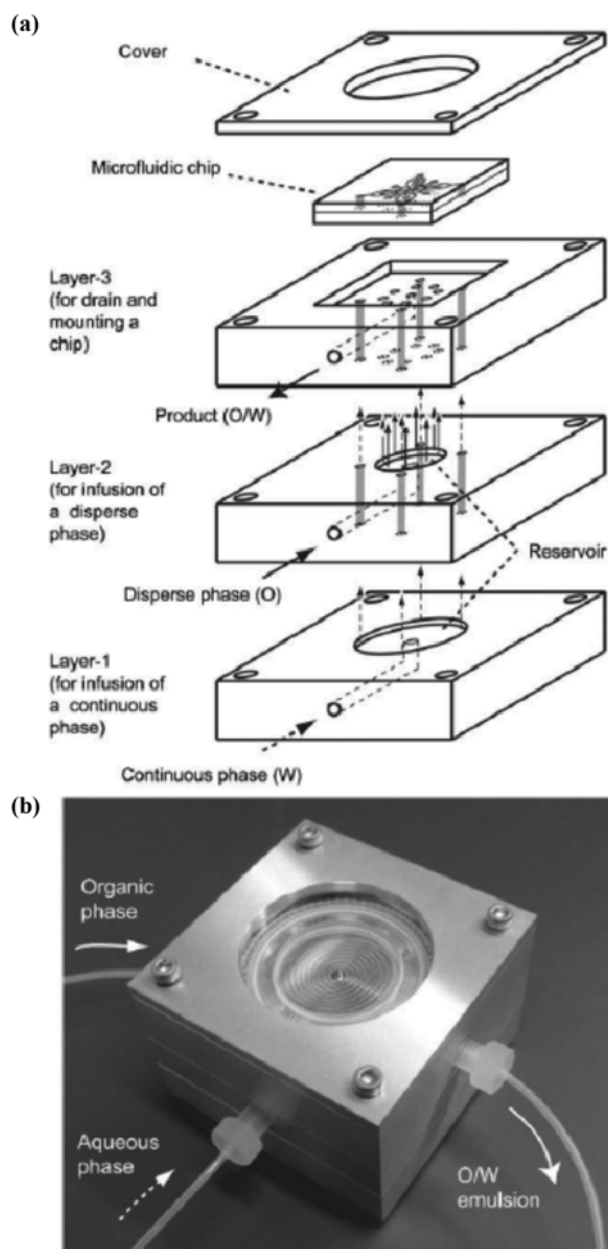 (a)
Cover
Microfluidic chip
Layer-3
(for drain and
mounting a
chip)
Product (O/W)
Layer-2
(for infusion of
a disperse
phase)
Reservoir
Disperse phase (O)
Layer-1
(for infusion of
a continuous
phase)
Continuous phase (W)
(b)
Organic
phase
Aqueous
phase
O/W
emulsion